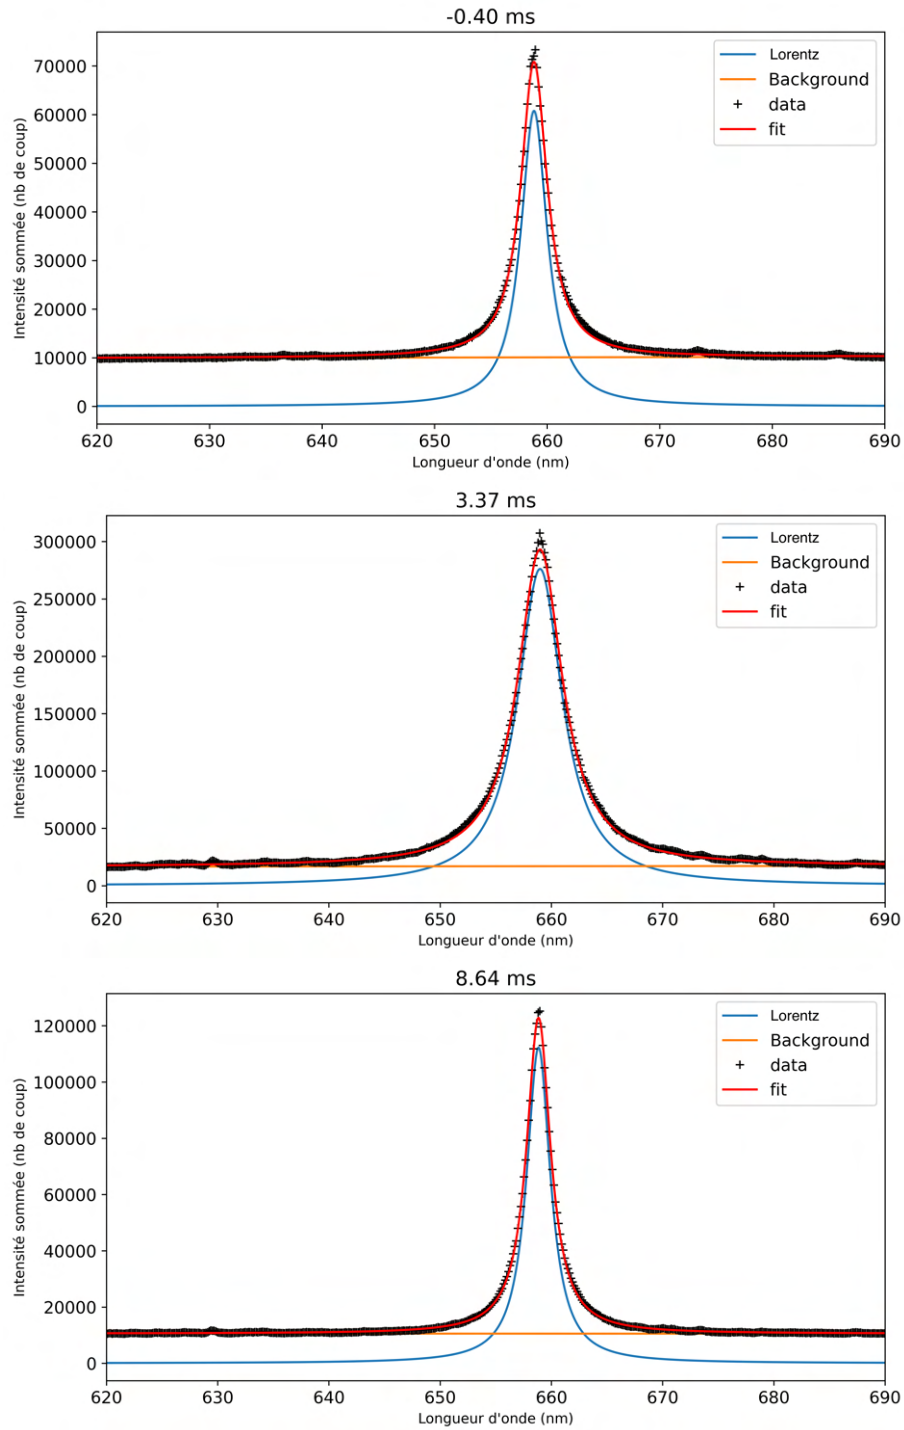 -0.40 ms
Intensité sommée (nb de coup)
70000
60000
50000
40000
30000
20000
10000
0
Lorentz
Background
data
fit
620 630 640 650 660 670 680 690
Longueur d'onde (nm)
3.37 ms
Intensité sommée (nb de coup)
300000
250000
200000
150000
100000
50000
0
Lorentz
Background
data
fit
620 630 640 650 660 670 680 690
Longueur d'onde (nm)
8.64 ms
Intensité sommée (nb de coup)
120000
100000
80000
60000
40000
20000
0
Lorentz
Background
data
fit
620 630 640 650 660 670 680 690
Longueur d'onde (nm)